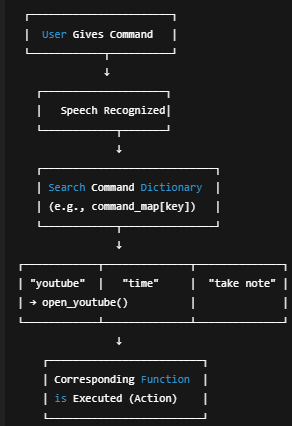 User Gives Command
Speech Recognized
Search Command Dictionary
(e.g., command_map[key])
"youtube" "time" "take note"
→ open_youtube()
Corresponding Function
is Executed (Action)